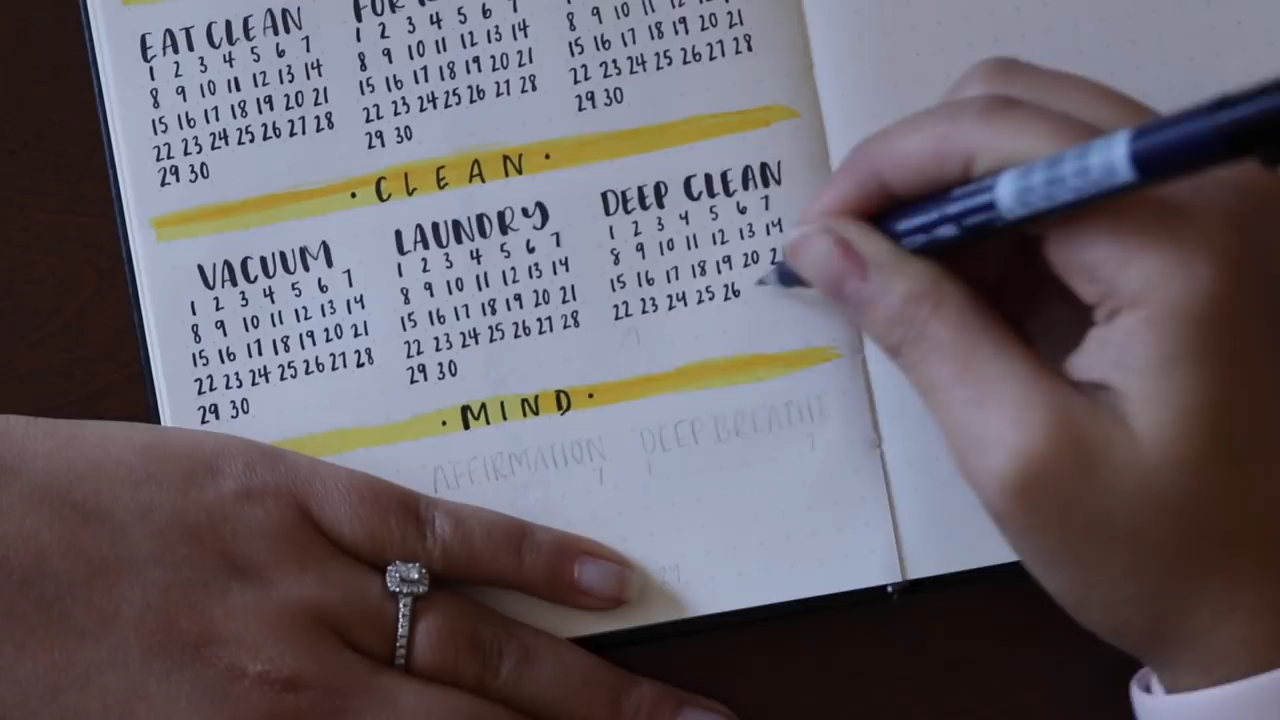 EAT CLEAN
1 2 3 4 5 6 7
8 9 10 11 12 13 14
15 16 17 18 19 20 21
22 23 24 25 26 27 28
29 30
FOR
1 2 3 4 5 6 7
8 9 10 11 12 13 14
15 16 17 18 19 20 21
22 23 24 25 26 27 28
29 30
8 9 10 11 12 13 14
15 16 17 18 19 20 21
22 23 24 25 26 27 28
29 30
· CLEAN ·
VACUUM
1 2 3 4 5 6 7
8 9 10 11 12 13 14
15 16 17 18 19 20 21
22 23 24 25 26 27 28
29 30
LAUNDRY
1 2 3 4 5 6 7
8 9 10 11 12 13 14
15 16 17 18 19 20 21
22 23 24 25 26 27 28
29 30
DEEP CLEAN
1 2 3 4 5 6 7
8 9 10 11 12 13 14
15 16 17 18 19 20 2
22 23 24 25 26
· MIND ·
AFFIRMATION
7
DEEP BREATHE
1 7
29